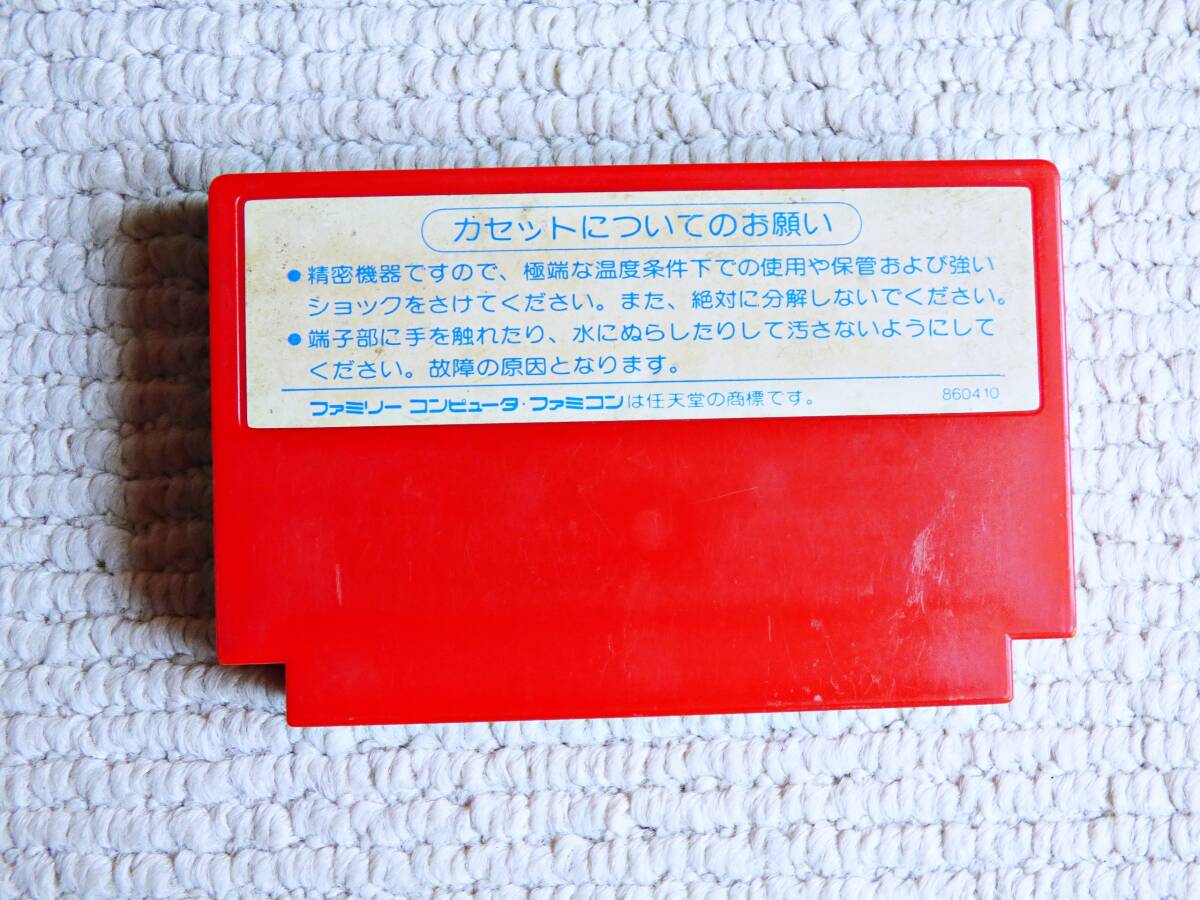 カセットについてのお願い
●精密機器ですので、極端な温度条件下での使用や保管および強い
ショックをさけてください。また、絶対に分解しないでください。
●端子部に手を触れたり、水にぬらしたりして汚さないようにして
ください。故障の原因となります。
ファミリー コンピュータ・ファミコンは任天堂の商標です。 860410